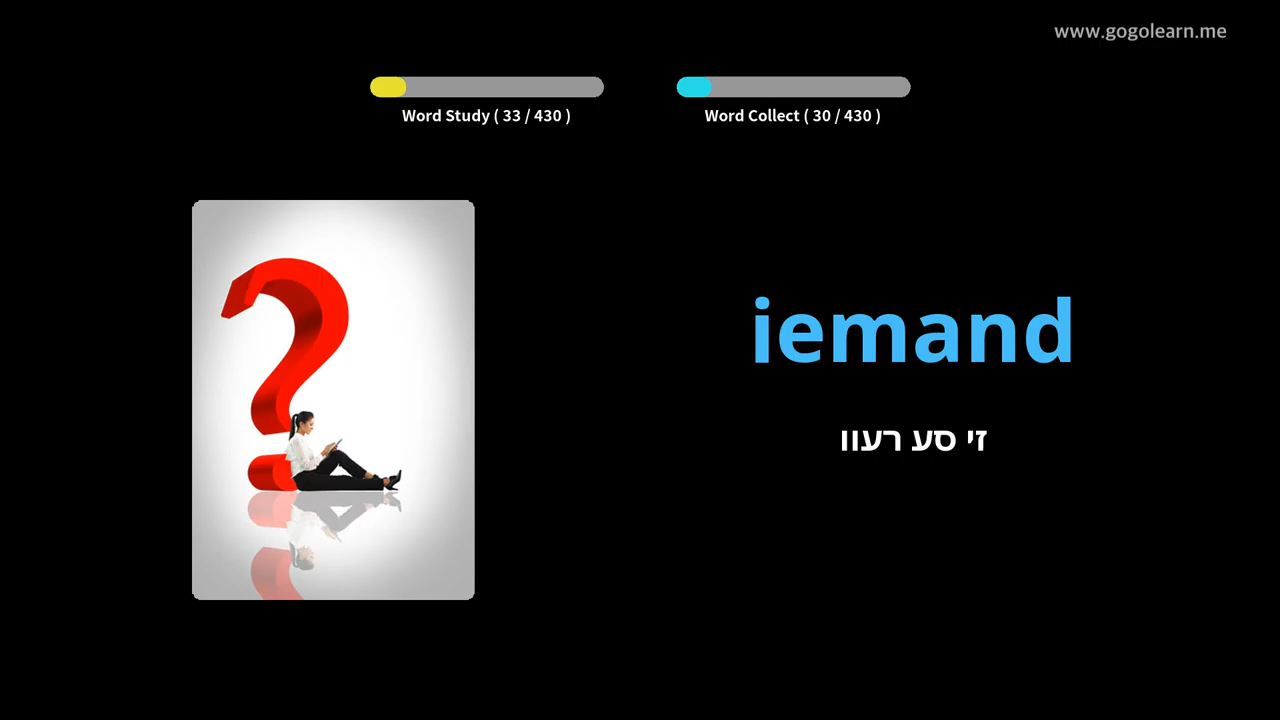 www.gogolearn.me
Word Study ( 33 / 430 )
Word Collect ( 30 / 430 )
iemand
זי סע רעוו